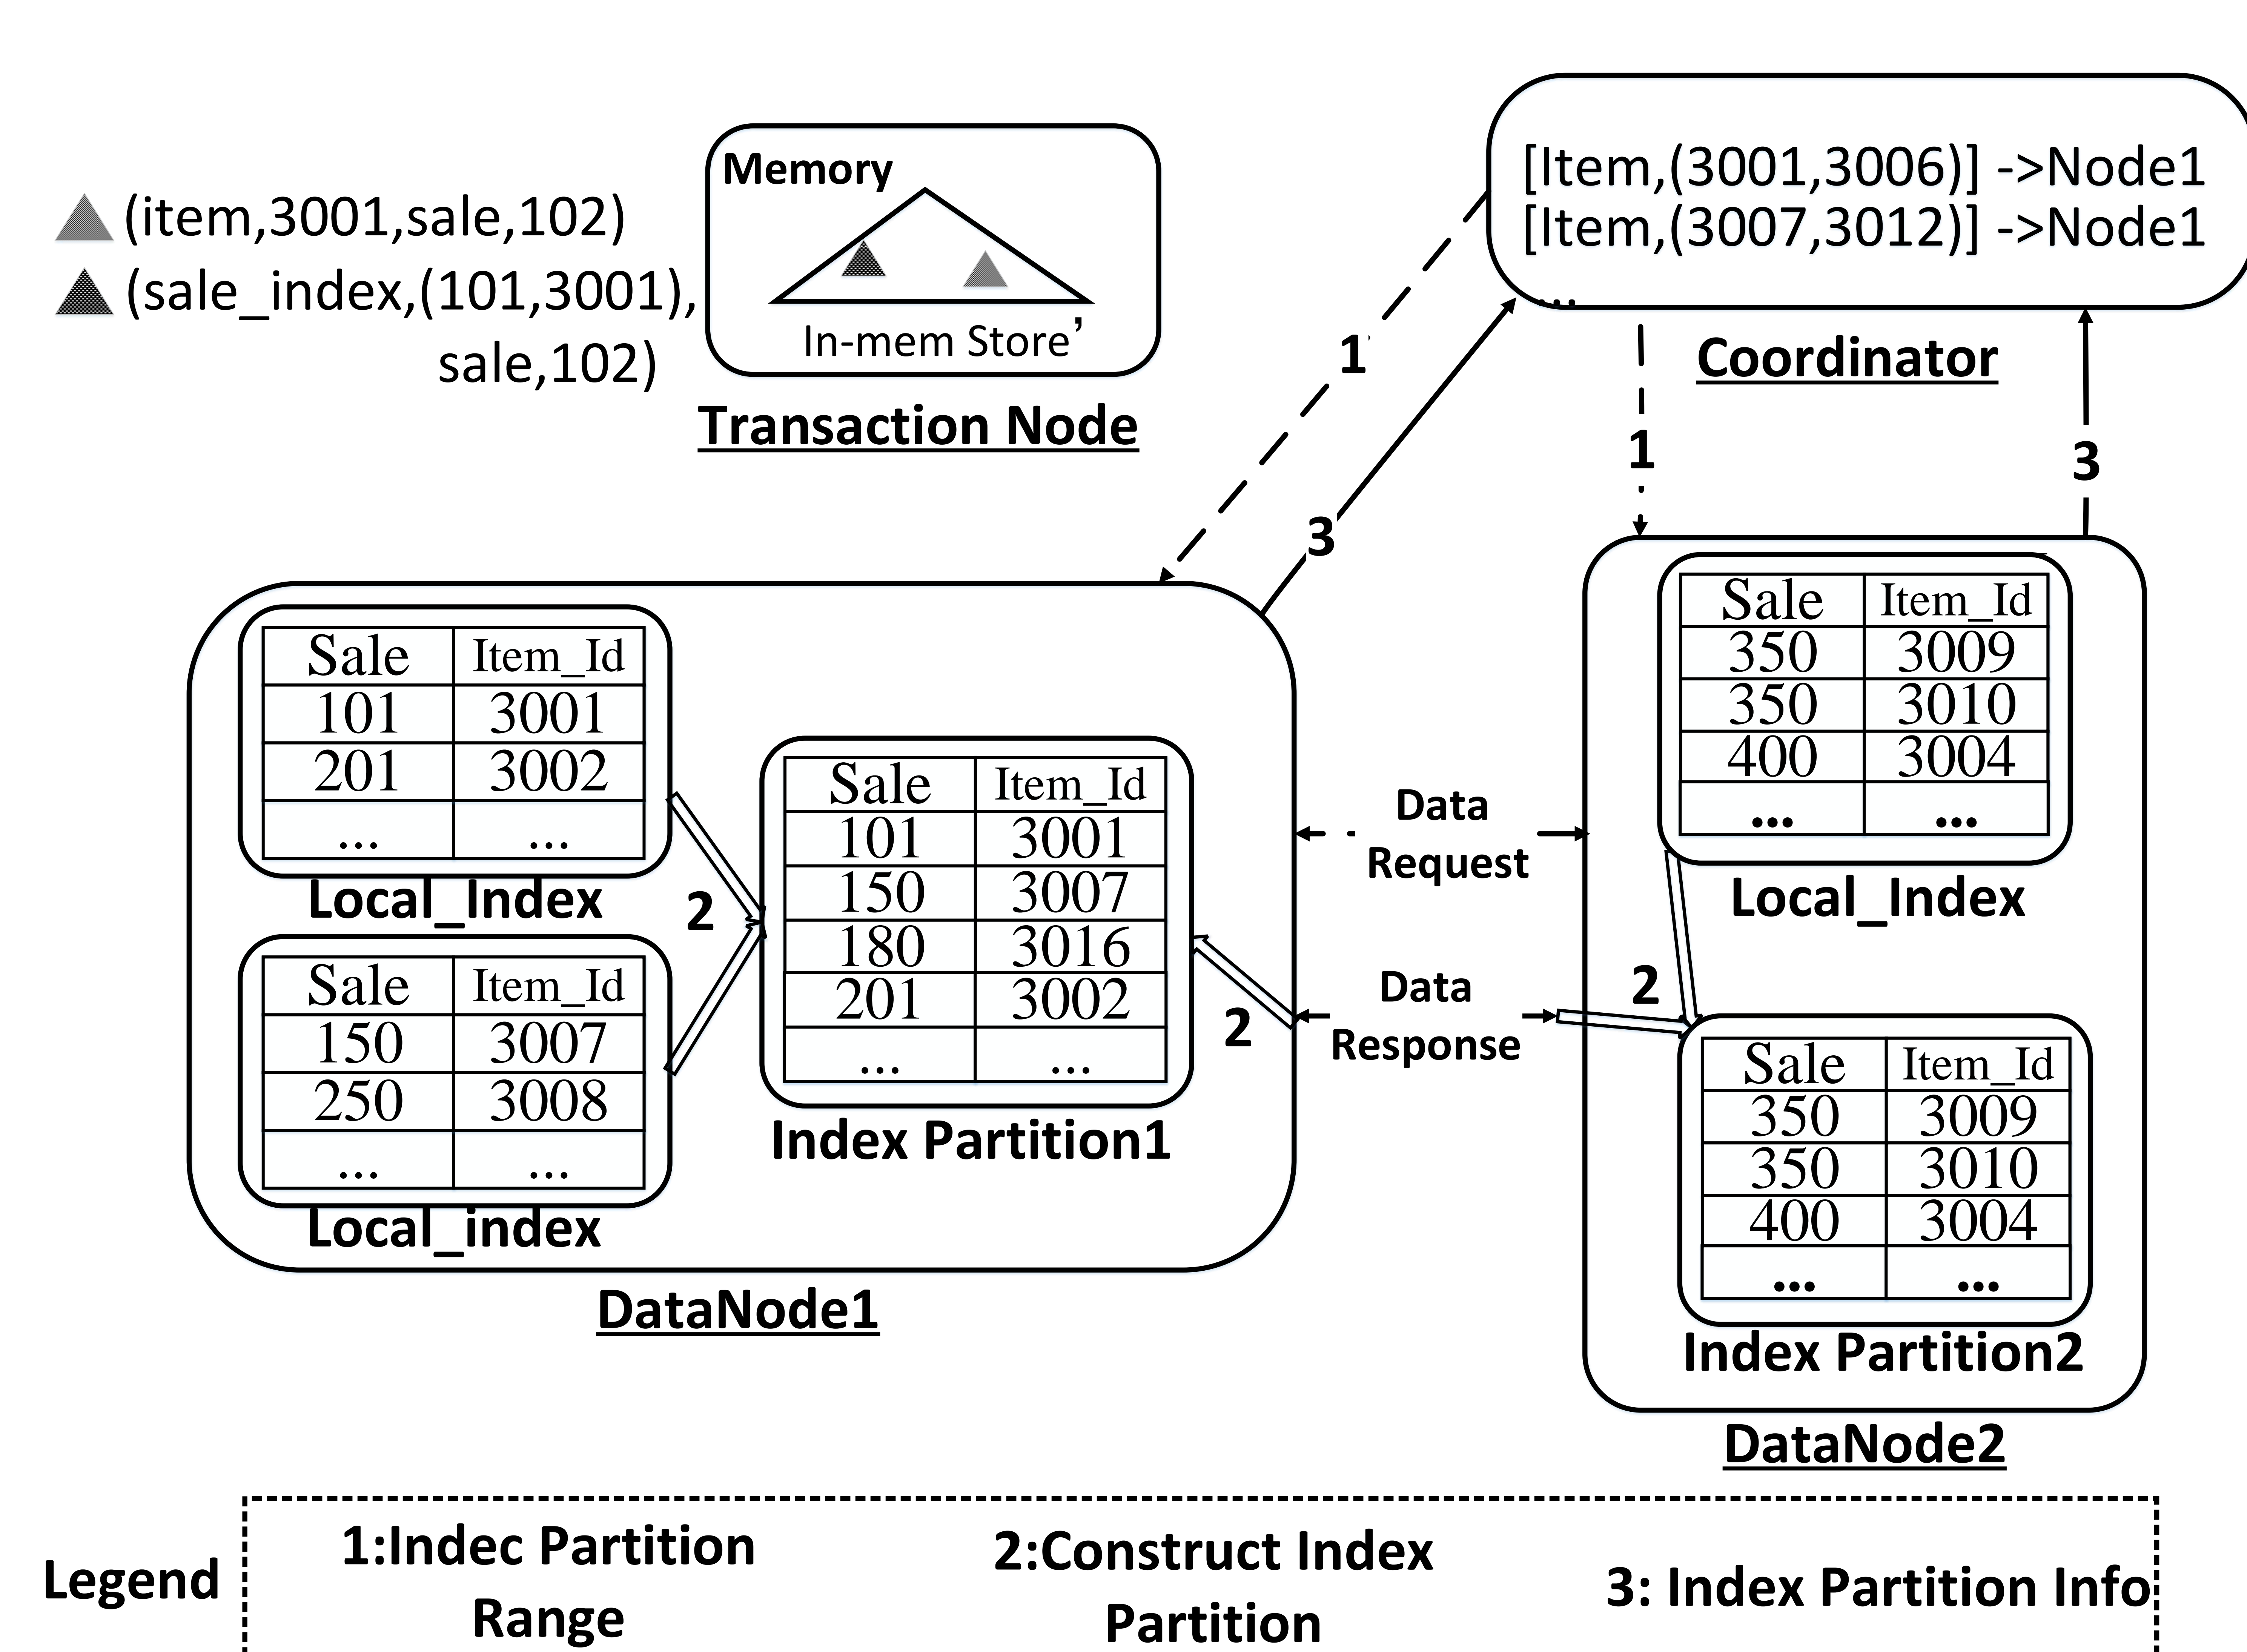 (item,3001,sale,102)
(sale_index,(101,3001),
sale,102)
Memory
In-mem Store'
Transaction Node
[Item,(3001,3006)] ->Node1
[Item,(3007,3012)] ->Node1
...
Coordinator
1
3
1
3
Sale Item_Id
101 3001
201 3002
... ...
Local_Index
Sale Item_Id
150 3007
250 3008
... ...
Local_index
2
Sale Item_Id
101 3001
150 3007
180 3016
201 3002
... ...
Index Partition1
2
DataNode1
Data
Request
Data
Response
Sale Item_Id
350 3009
350 3010
400 3004
... ...
Local_Index
2
Sale Item_Id
350 3009
350 3010
400 3004
... ...
Index Partition2
DataNode2
Legend
1:Indec Partition
Range
2:Construct Index
Partition
3: Index Partition Info